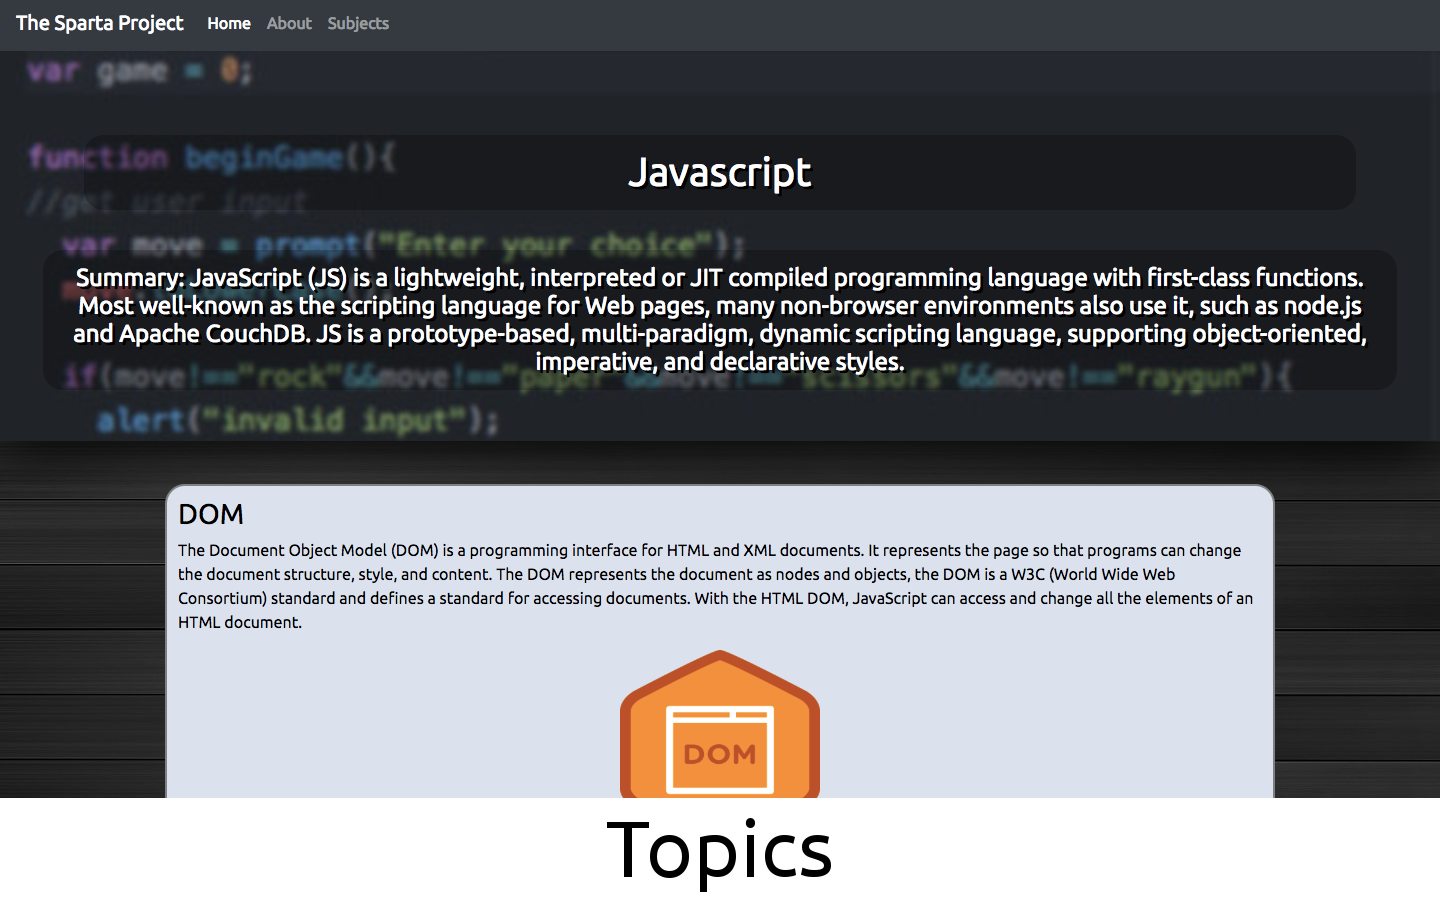 The Sparta Project Home About Subjects
var game = 0;
function beginGame(){
Javascript
//get user input
var move = prompt("Enter your choice");
Summary: JavaScript (JS) is a lightweight, interpreted or JIT compiled programming language with first-class functions.
Most well-known as the scripting language for Web pages, many non-browser environments also use it, such as node.js
and Apache CouchDB. JS is a prototype-based, multi-paradigm, dynamic scripting language, supporting object-oriented,
imperative, and declarative styles.
if(move!=="rock"&&move!=="paper"&&move!=="scissors"&&move!=="raygun"){
alert("invalid input");
DOM
The Document Object Model (DOM) is a programming interface for HTML and XML documents. It represents the page so that programs can change
the document structure, style, and content. The DOM represents the document as nodes and objects, the DOM is a W3C (World Wide Web
Consortium) standard and defines a standard for accessing documents. With the HTML DOM, JavaScript can access and change all the elements of an
HTML document.
DOM
Topics